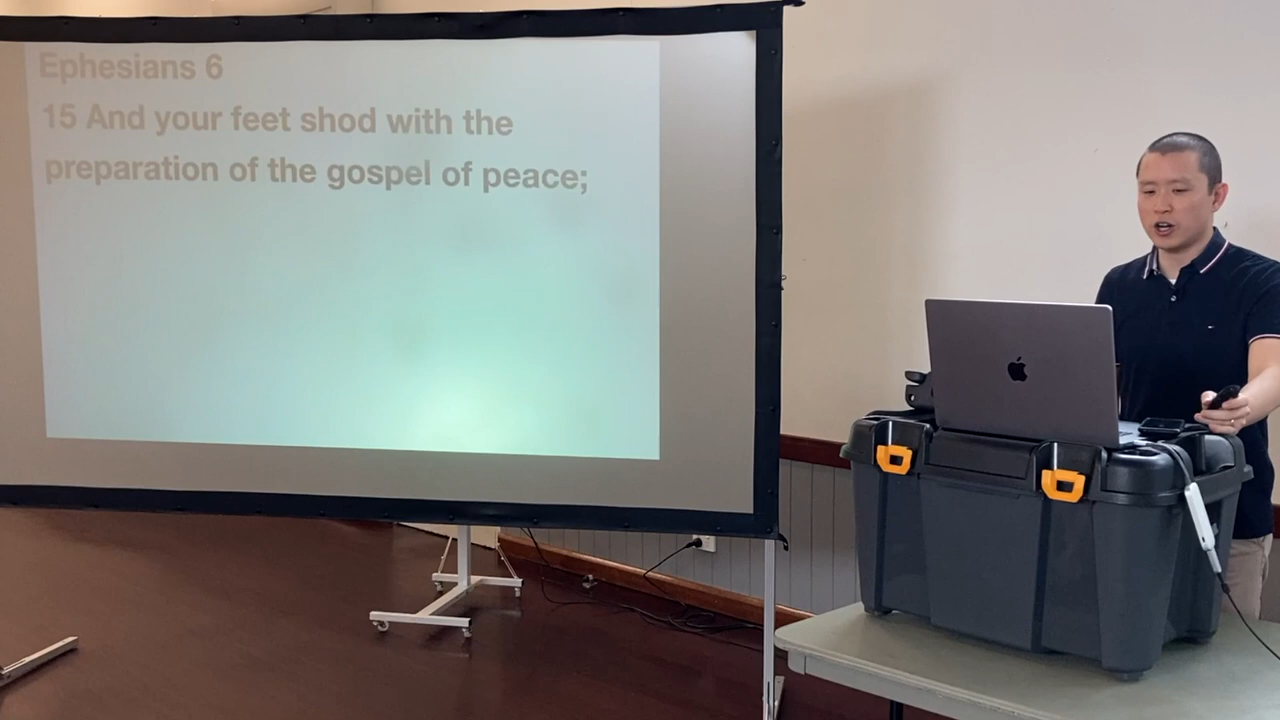 Ephesians 6
15 And your feet shod with the
preparation of the gospel of peace;